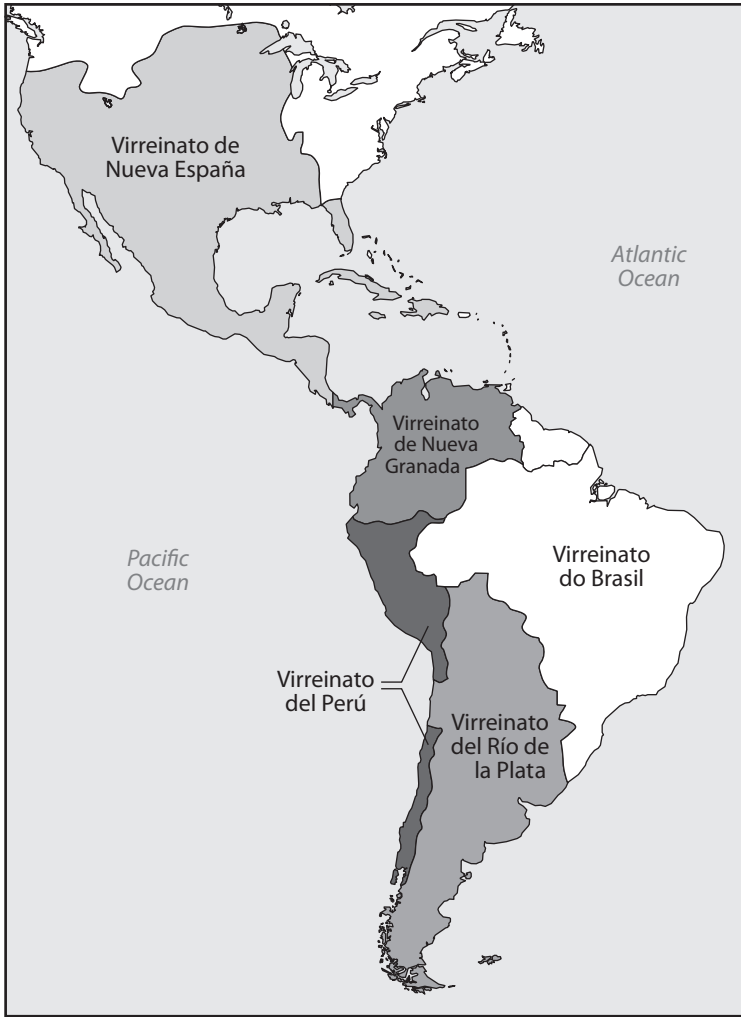 Virreinato de
Nueva España
Atlantic
Ocean
Virreinato
de Nueva
Granada
Pacific
Ocean
Virreinato
do Brasil
Virreinato
del Perú
Virreinato
del Río de
la Plata